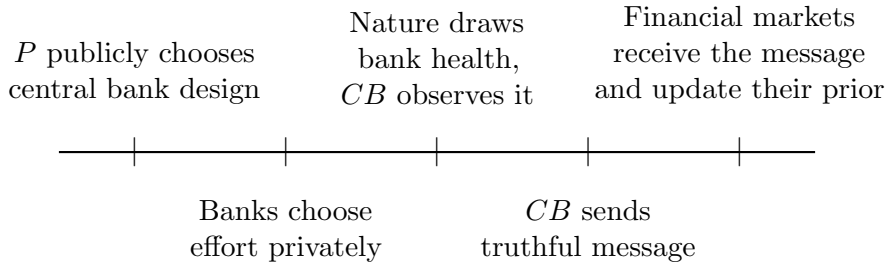 P publicly chooses
central bank design
Banks choose
effort privately
Nature draws
bank health,
CB observes it
CB sends
truthful message
Financial markets
receive the message
and update their prior